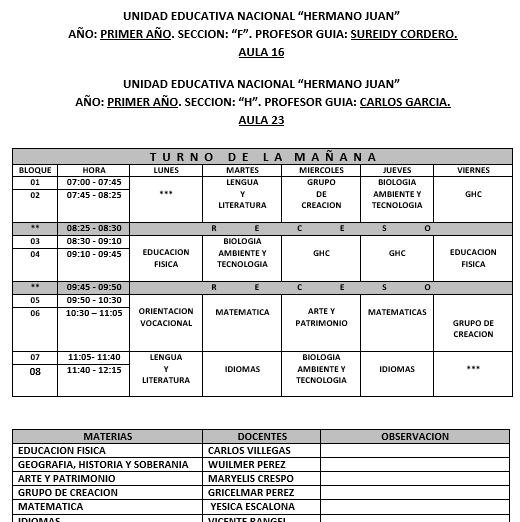 UNIDAD EDUCATIVA NACIONAL “HERMANO JUAN”
AÑO: PRIMER AÑO. SECCION: “F”. PROFESOR GUIA: SUREIDY CORDERO.
AULA 16
UNIDAD EDUCATIVA NACIONAL “HERMANO JUAN”
AÑO: PRIMER AÑO. SECCION: “H”. PROFESOR GUIA: CARLOS GARCIA.
AULA 23
T U R N O D E L A M A Ñ A N A
BLOQUE HORA LUNES MARTES MIERCOLES JUEVES VIERNES
01 07:00 - 07:45 LENGUA GRUPO BIOLOGIA
02 07:45 - 08:25 *** Y DE AMBIENTE Y GHC
LITERATURA CREACION TECNOLOGIA
** 08:25 - 08:30 R E C E S O
03 08:30 - 09:10 BIOLOGIA
04 09:10 - 09:45 EDUCACION AMBIENTE Y GHC GHC EDUCACION
FISICA TECNOLOGIA FISICA
** 09:45 - 09:50 R E C E S O
05 09:50 - 10:30
06 10:30 – 11:05 ORIENTACION MATEMATICA ARTE Y MATEMATICAS
VOCACIONAL PATRIMONIO GRUPO DE
CREACION
07 11:05- 11:40 LENGUA BIOLOGIA
08 11:40 - 12:15 Y IDIOMAS AMBIENTE Y IDIOMAS ***
LITERATURA TECNOLOGIA
MATERIAS DOCENTES OBSERVACION
EDUCACION FISICA CARLOS VILLEGAS
GEOGRAFIA, HISTORIA Y SOBERANIA WUILMER PEREZ
ARTE Y PATRIMONIO MARYELIS CRESPO
GRUPO DE CREACION GRICELMAR PEREZ
MATEMATICA YESICA ESCALONA
IDIOMAS VICENTE RANGEL